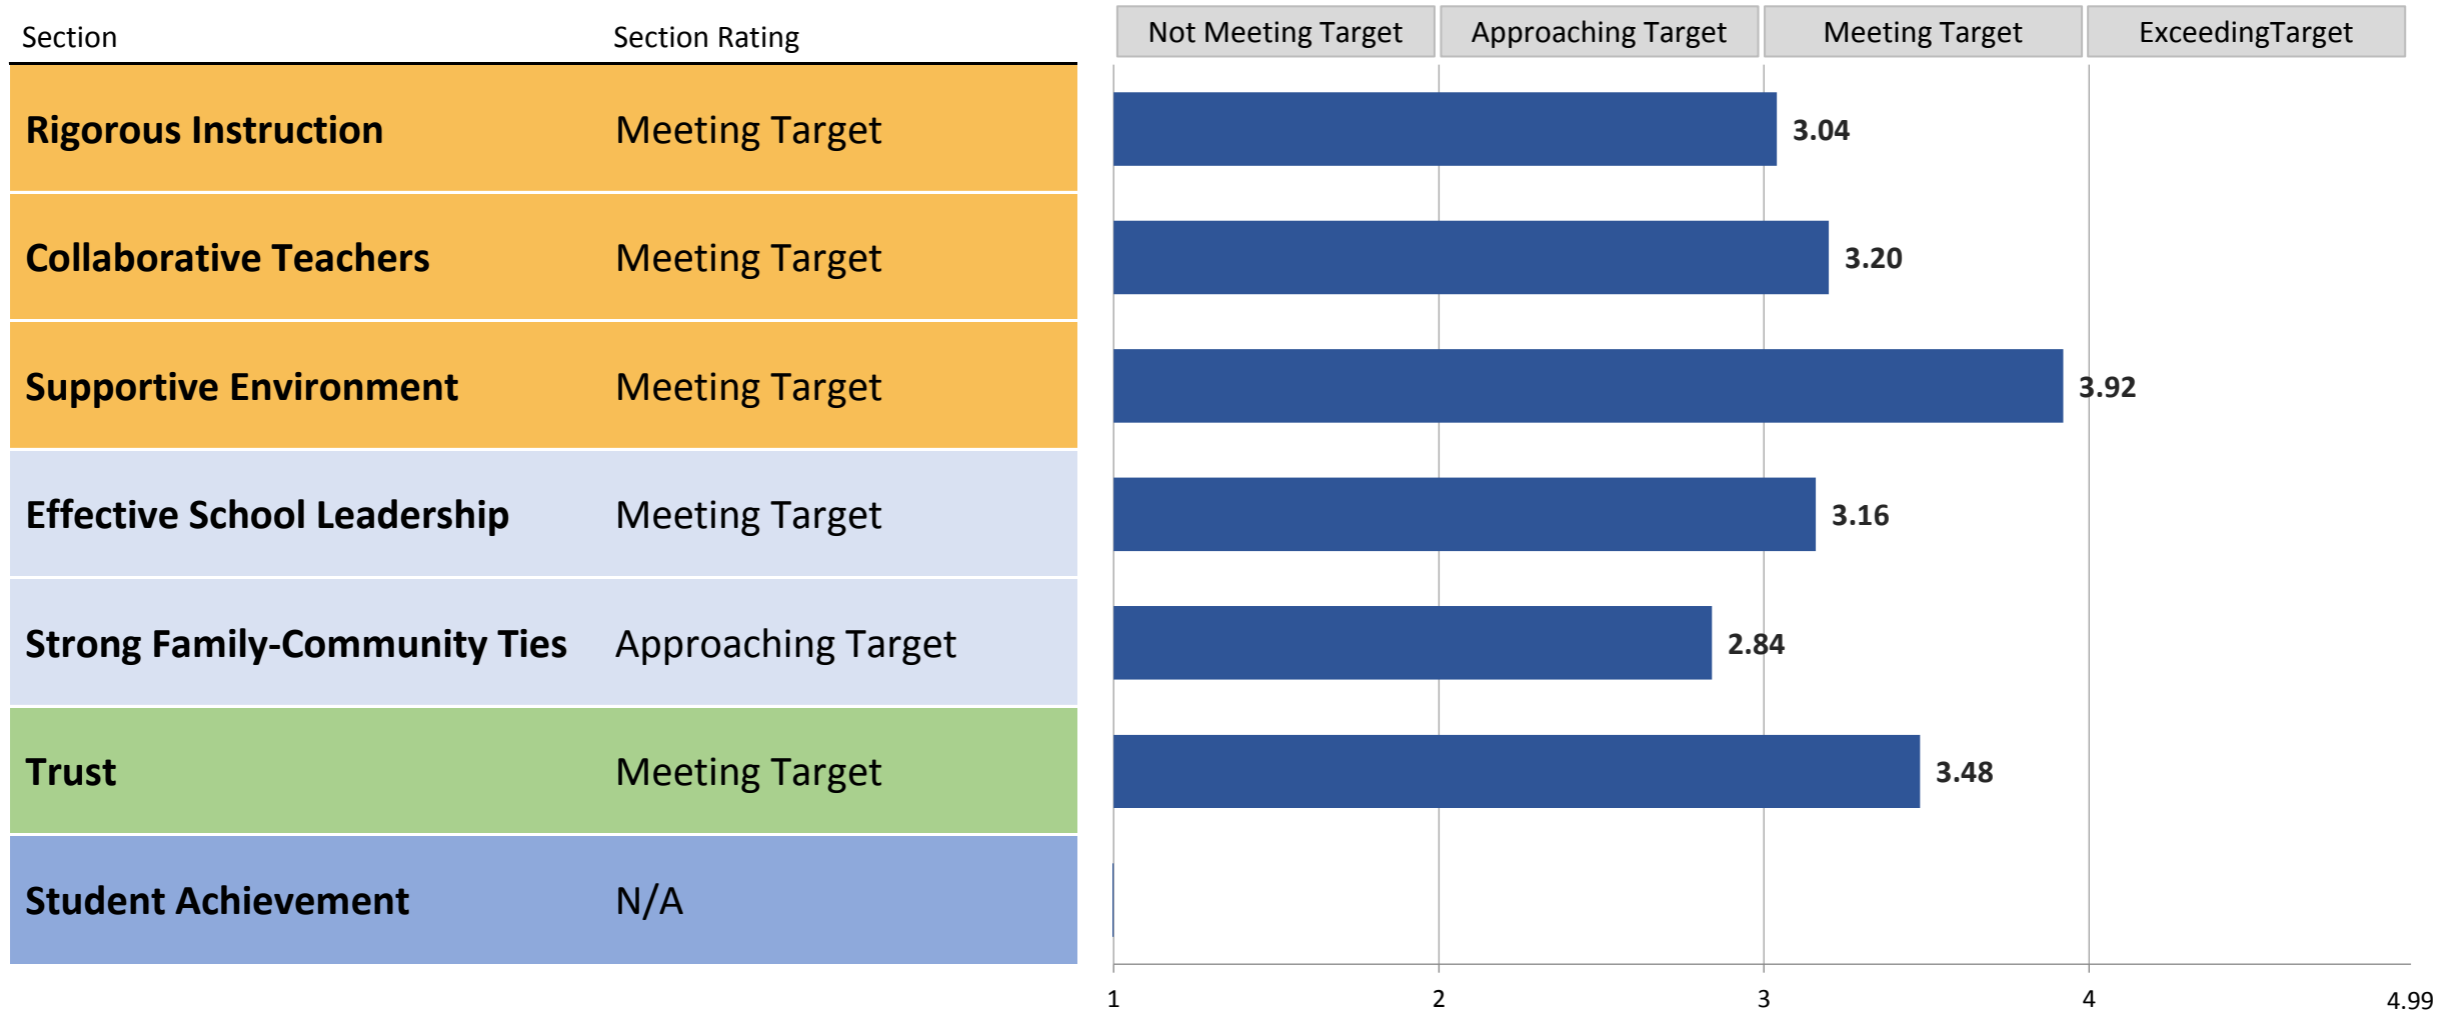 Section Section Rating Not Meeting Target Approaching Target Meeting Target ExceedingTarget
Rigorous Instruction Meeting Target 3.04
Collaborative Teachers Meeting Target 3.20
Supportive Environment Meeting Target 3.92
Effective School Leadership Meeting Target 3.16
Strong Family-Community Ties Approaching Target 2.84
Trust Meeting Target 3.48
Student Achievement N/A
1 2 3 4 4.99